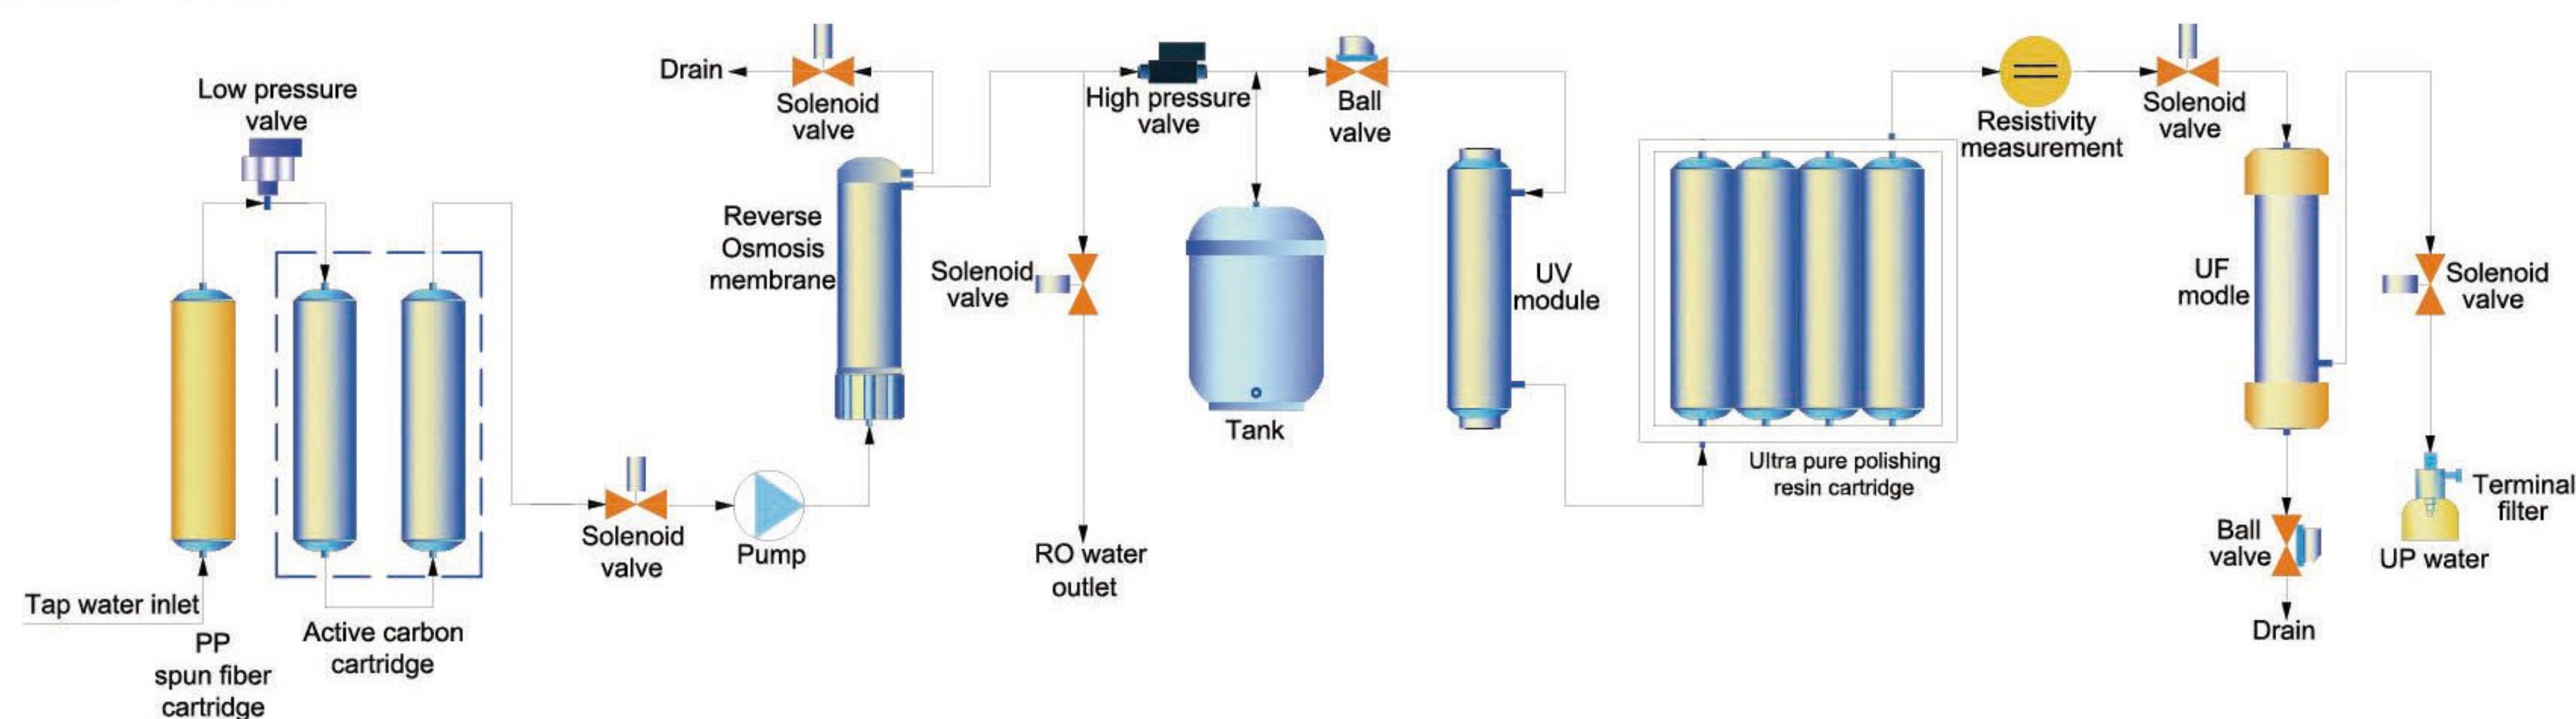 Low pressure
valve
Tap water inlet
PP
spun fiber
cartridge
Active carbon
cartridge
Solenoid
valve
Pump
Drain
Solenoid
valve
Reverse
Osmosis
membrane
Solenoid
valve
RO water
outlet
High pressure
valve
Tank
Ball
valve
UV
module
Ultra pure polishing
resin cartridge
Resistivity
measurement
Solenoid
valve
UF
modle
Ball
valve
Drain
Solenoid
valve
Terminal
filter
UP water